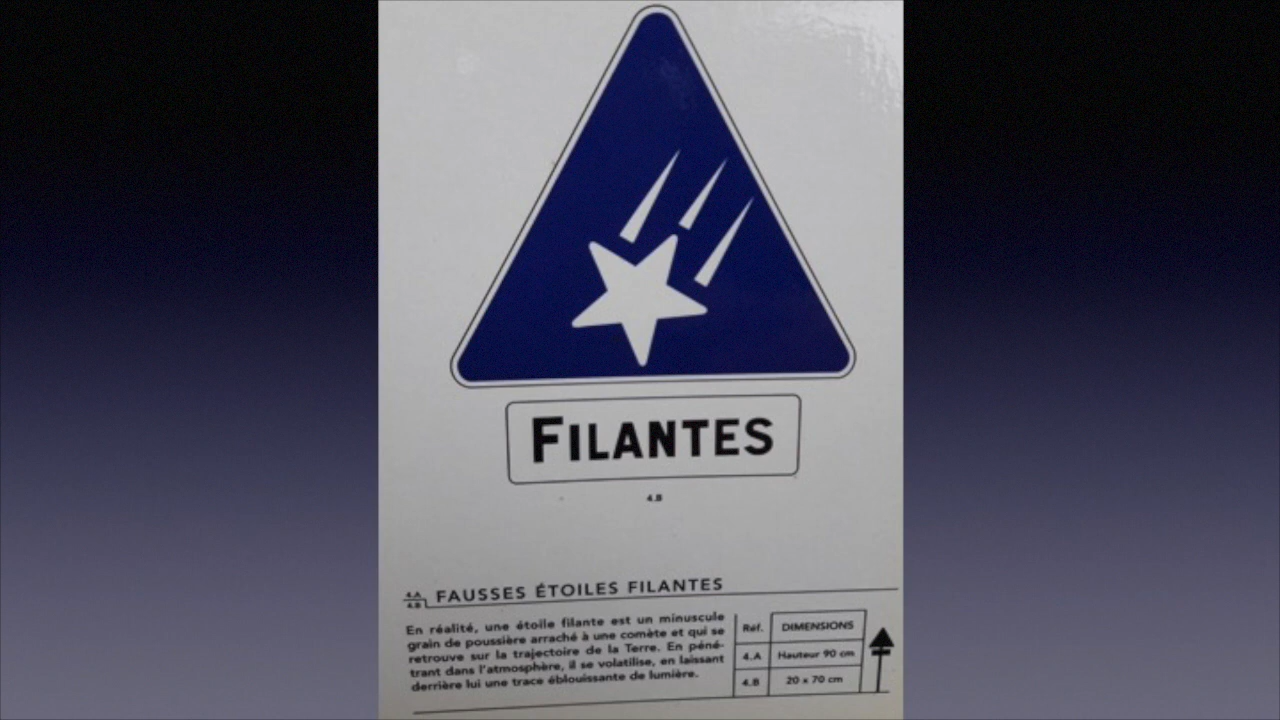 FILANTES
4.B
4.A
4.B
FAUSSES ÉTOILES FILANTES
En réalité, une étoile filante est un minuscule
grain de poussière arraché à une comète et qui se
retrouve sur la trajectoire de la Terre. En péné-
trant dans l'atmosphère, il se volatilise, en laissant
derrière lui une trace éblouissante de lumière.
Réf. DIMENSIONS
4.A Hauteur 90 cm
4.B 20 x 70 cm